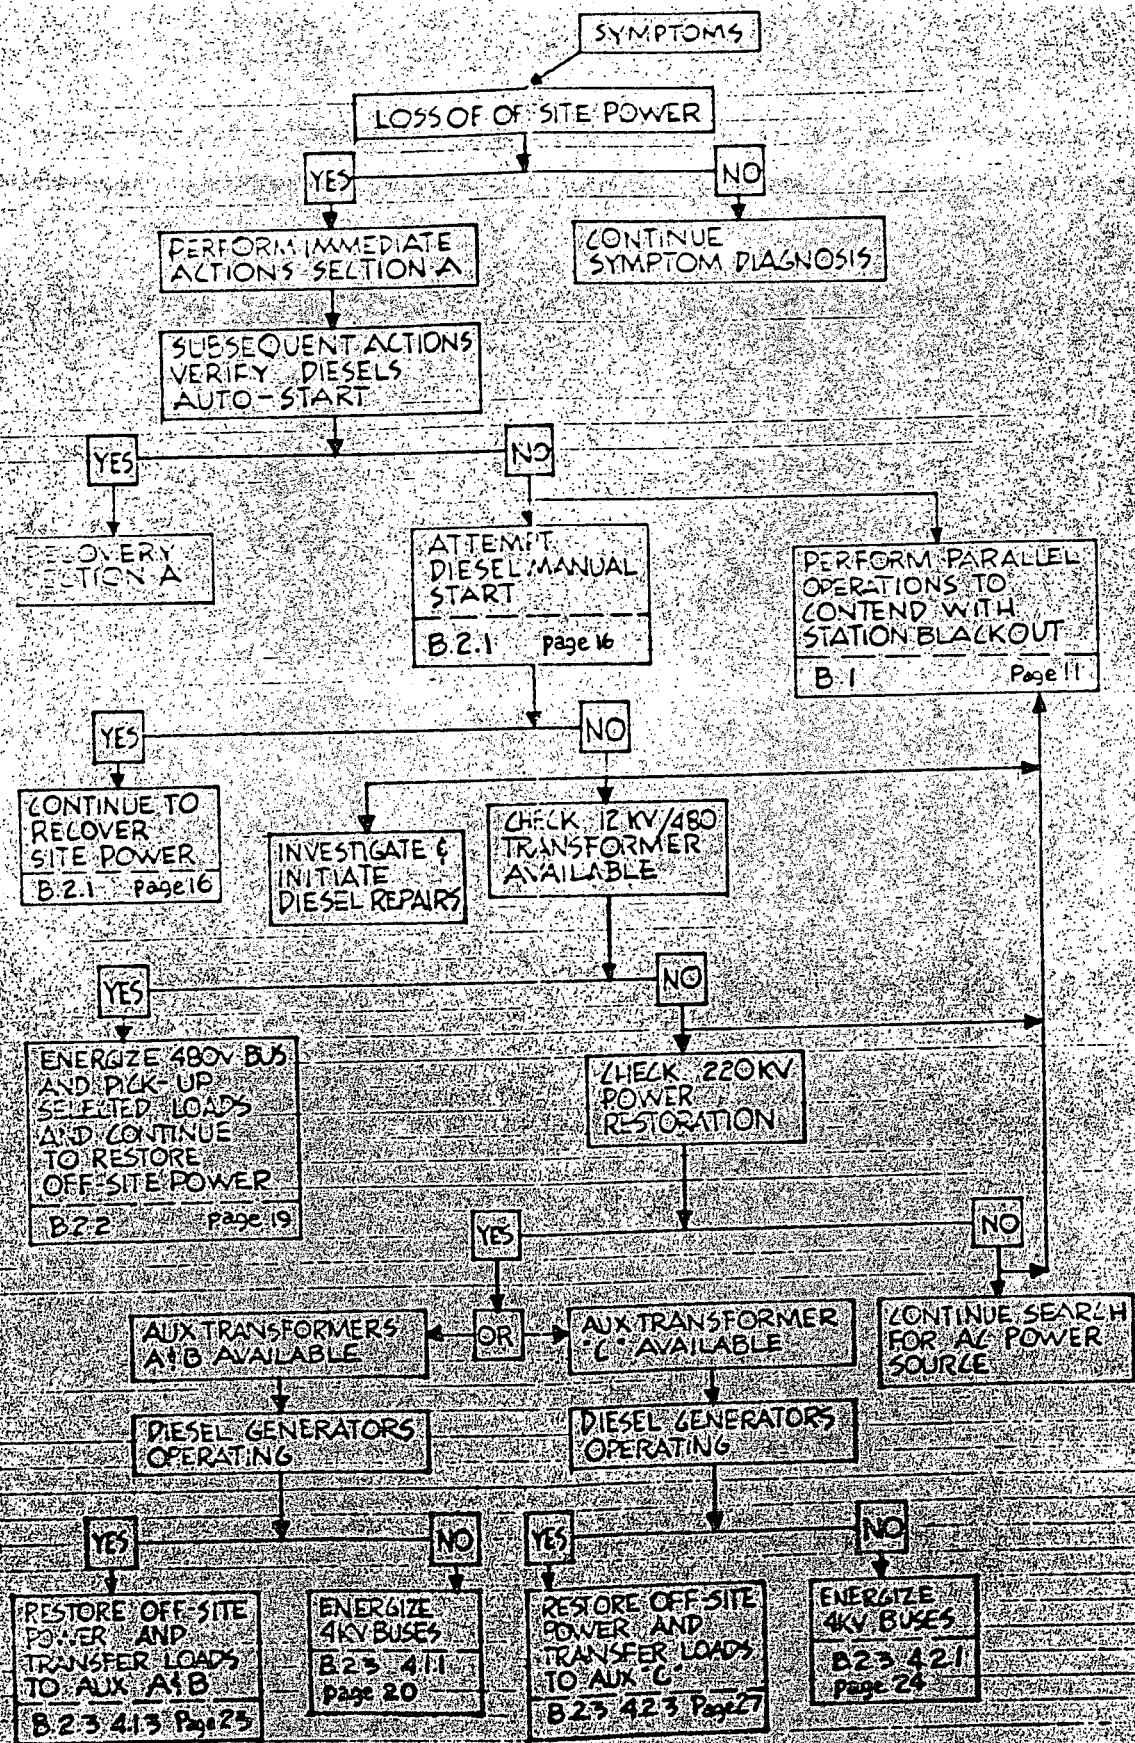 SYMPTOMS
LOSS OF OF SITE POWER
YES
NO
PERFORM IMMEDIATE
ACTIONS SECTION A
CONTINUE
SYMPTOM DIAGNOSIS
SUBSEQUENT ACTIONS
VERIFY DIESELS
AUTO-START
YES
NO
RECOVERY
SECTION A
ATTEMPT
DIESEL MANUAL
START
B.2.1 page 16
PERFORM PARALLEL
OPERATIONS TO
CONTEND WITH
STATION BLACKOUT
B.1 Page 11
YES
NO
CONTINUE TO
RECOVER
SITE POWER
B.2.1 page 16
INVESTIGATE &
INITIATE
DIESEL REPAIRS
CHECK 12 KV/480
TRANSFORMER
AVAILABLE
YES
NO
ENERGIZE 480V BUS
AND PICK-UP
SELECTED LOADS
AND CONTINUE
TO RESTORE
OFF-SITE POWER
B.2.2 page 19
CHECK 220 KV
POWER
RESTORATION
YES
NO
AUX TRANSFORMERS
A & B AVAILABLE
OR
AUX TRANSFORMER
"C" AVAILABLE
CONTINUE SEARCH
FOR AC POWER
SOURCE
DIESEL GENERATORS
OPERATING
DIESEL GENERATORS
OPERATING
YES
NO
YES
NO
RESTORE OFF-SITE
POWER AND
TRANSFER LOADS
TO AUX A & B
B.2.3 4.1.3 Page 23
ENERGIZE
4KV BUSES
B.2.3 4.1.1
page 20
RESTORE OFF-SITE
POWER AND
TRANSFER LOADS
TO AUX "C"
B.2.3 4.2.3 Page 27
ENERGIZE
4KV BUSES
B.2.3 4.2.1
page 24